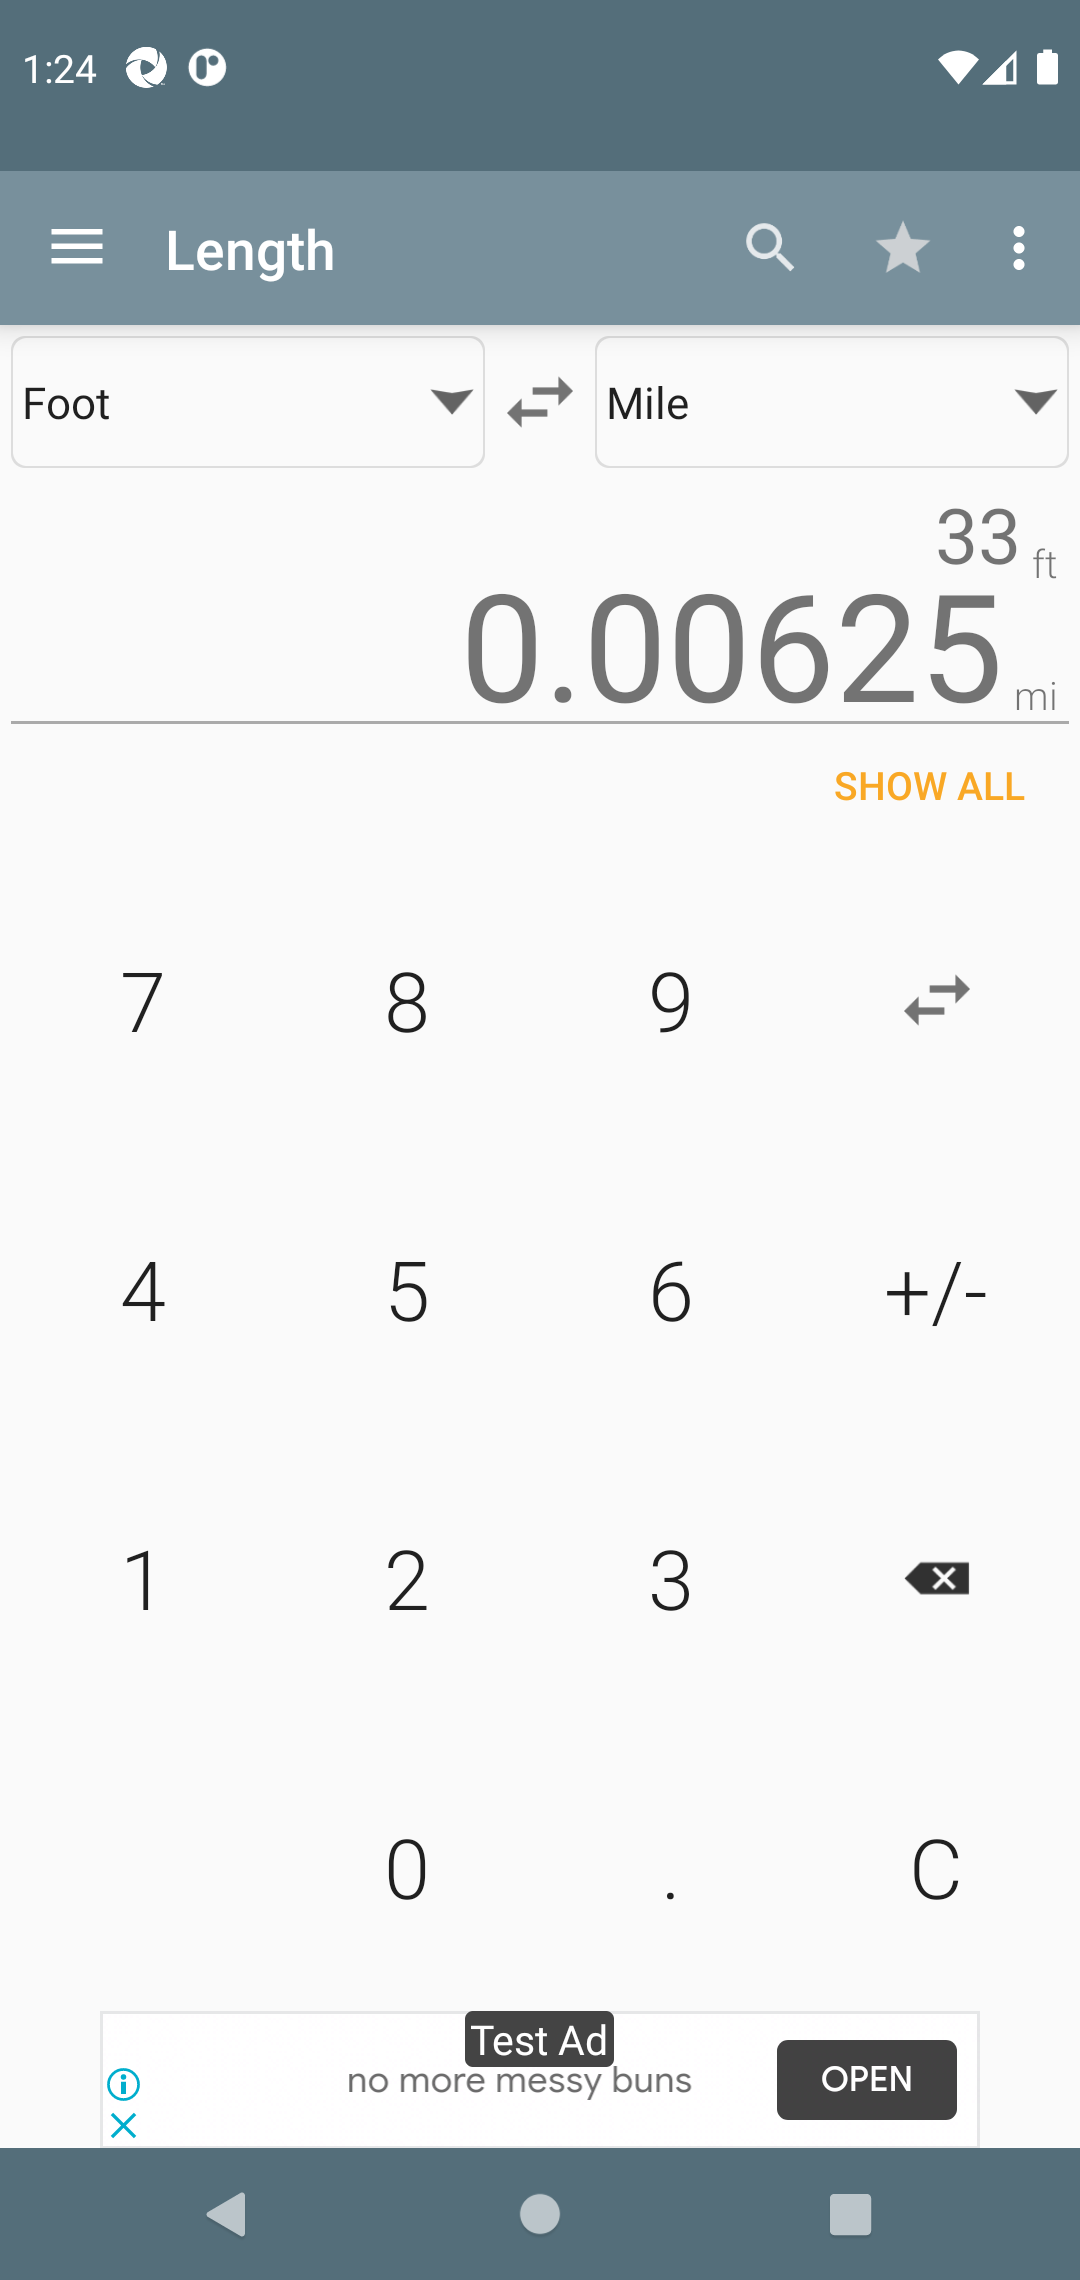 1:24
Length
Foot
Mile
33 ft
0.00625 mi
SHOW ALL
7 8 9
4 5 6 +/-
1 2 3
0 . C
Test Ad
no more messy buns
OPEN